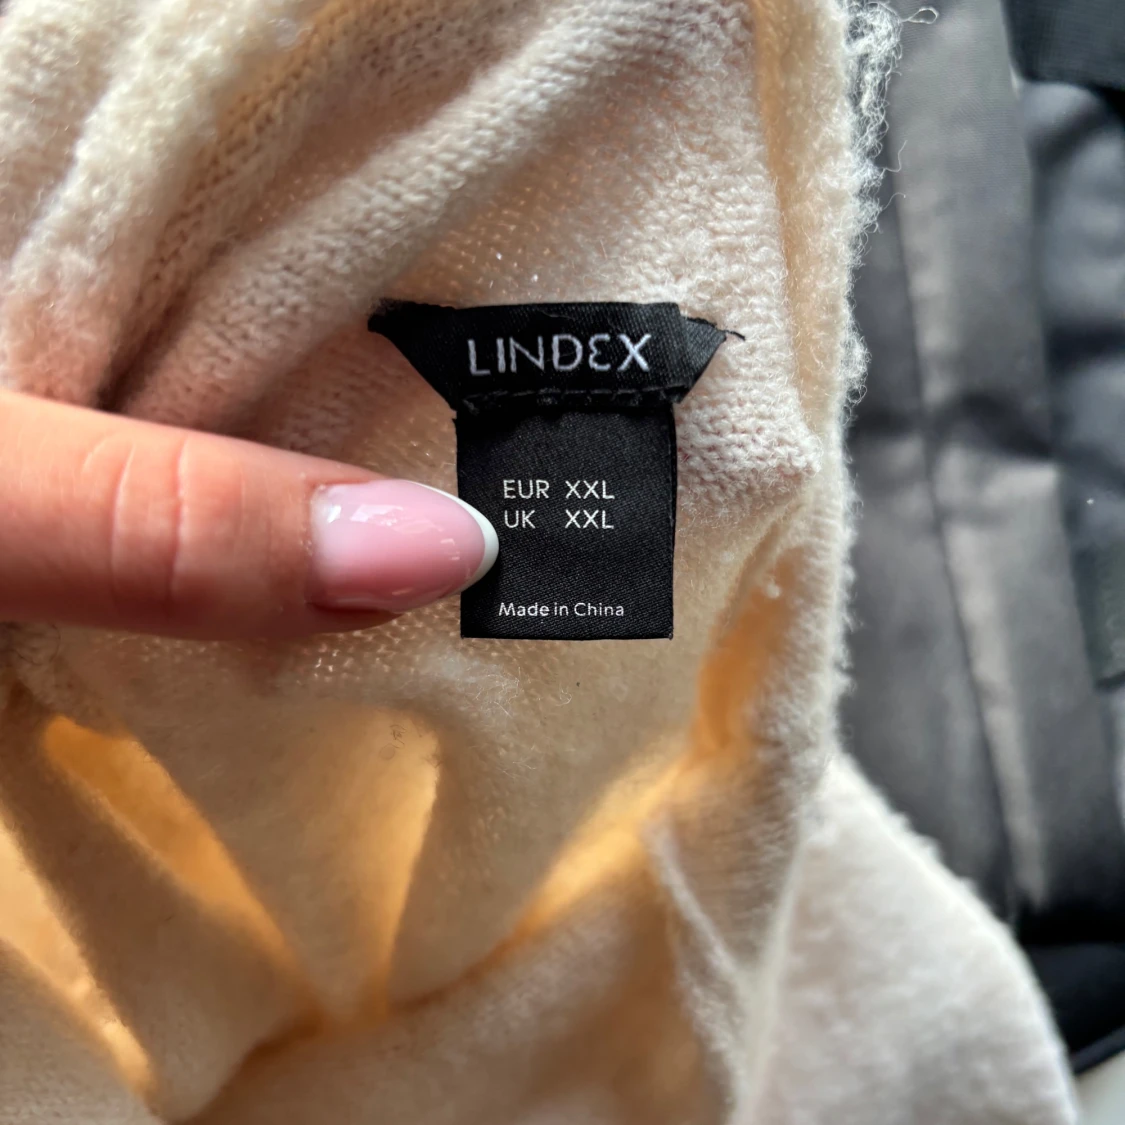 LINDEX
EUR XXL
UK XXL
Made in China